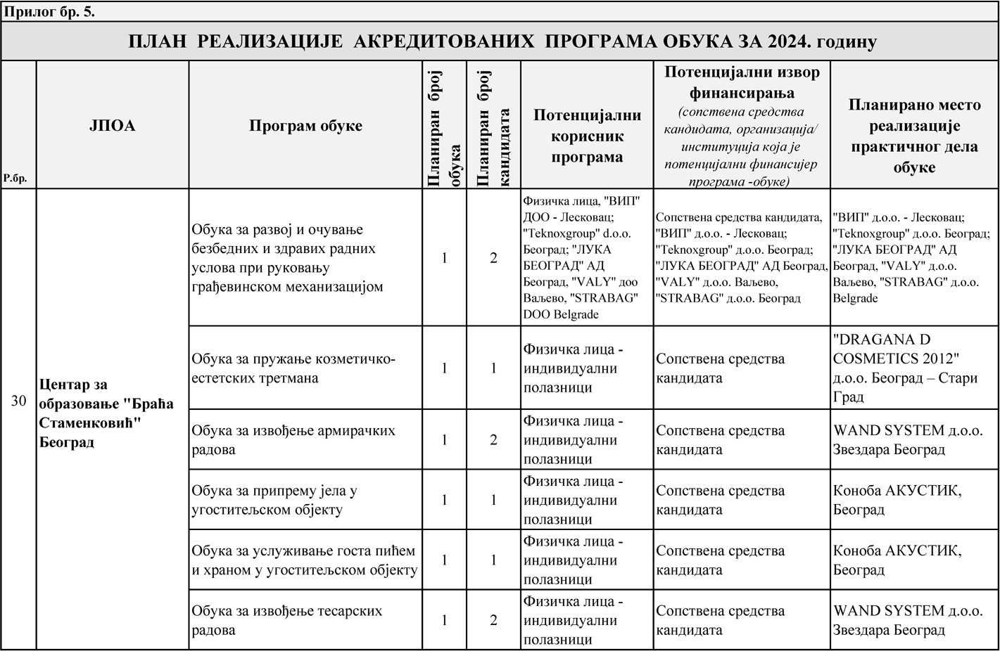 Прилог бр. 5.
ПЛАН РЕАЛИЗАЦИЈЕ АКРЕДИТОВАНИХ ПРОГРАМА ОБУКА ЗА 2024. годину
Р.бр.
ЈПОА
Програм обуке
Планиран број
обука
Планиран број
кандидата
Потенцијални
корисник
програма
Потенцијални извор
финансирања
(сопствена средства
кандидата, организација/
институција која је
потенцијални финансијер
програма -обуке)
Планирано место
реализације
практичног дела
обуке
30
Центар за
образовање "Браћа
Стаменковић"
Београд
Обука за развој и очување
безбедних и здравих радних
услова при руковању
грађевинском механизацијом
1
2
Физичка лица, "ВИП"
ДОО - Лесковац;
"Teknoxgroup" d.o.o.
Београд; "ЛУКА
БЕОГРАД" АД
Београд, "VALY" доо
Ваљево, "STRABAG"
DOO Belgrade
Сопствена средства кандидата,
"ВИП" д.о.о. - Лесковац;
"Teknoxgroup" д.о.о. Београд;
"ЛУКА БЕОГРАД" АД Београд,
"VALY" д.о.о. Ваљево,
"STRABAG" д.о.о. Београд
"ВИП" д.о.о. - Лесковац;
"Teknoxgroup" д.о.о. Београд;
"ЛУКА БЕОГРАД" АД
Београд, "VALY" д.о.о.
Ваљево, "STRABAG" д.о.о.
Belgrade
Обука за пружање козметичко-
естетских третмана
1
1
Физичка лица -
индивидуални
полазници
Сопствена средства
кандидата
"DRAGANA D
COSMETICS 2012"
д.о.о. Београд – Стари
Град
Обука за извођење армирачких
радова
1
2
Физичка лица -
индивидуални
полазници
Сопствена средства
кандидата
WAND SYSTEM д.о.о.
Звездара Београд
Обука за припрему јела у
угоститељском објекту
1
1
Физичка лица -
индивидуални
полазници
Сопствена средства
кандидата
Коноба АКУСТИК,
Београд
Обука за услуживање госта пићем
и храном у угоститељском објекту
1
1
Физичка лица -
индивидуални
полазници
Сопствена средства
кандидата
Коноба АКУСТИК,
Београд
Обука за извођење тесарских
радова
1
2
Физичка лица -
индивидуални
полазници
Сопствена средства
кандидата
WAND SYSTEM д.о.о.
Звездара Београд